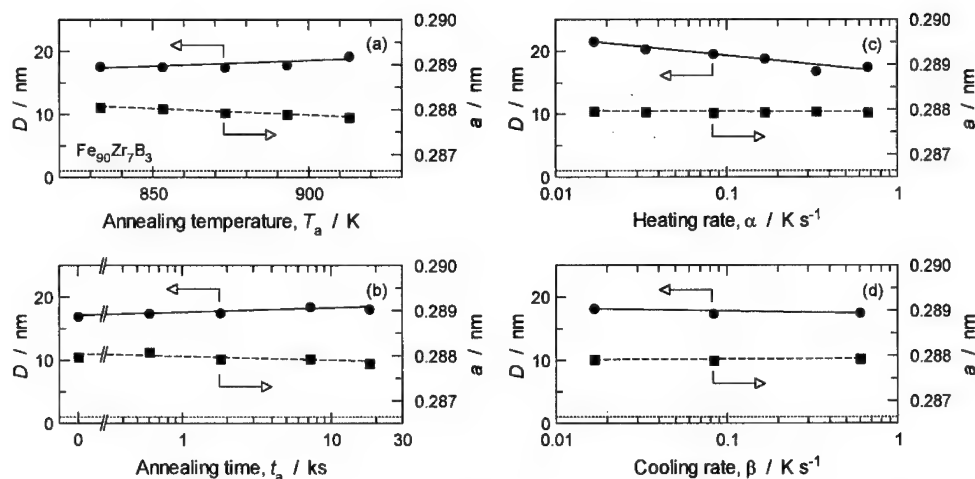 (a)
20
10
0
D / nm
0.290
0.289
0.288
0.287
a / nm
Fe₉₀Zr₇B₃
850
900
Annealing temperature, Tₐ / K
(c)
20
10
0
D / nm
0.290
0.289
0.288
0.287
a / nm
0.01
0.1
1
Heating rate, α / K s⁻¹
(b)
20
10
0
D / nm
0.290
0.289
0.288
0.287
a / nm
0
1
10
30
Annealing time, tₐ / ks
(d)
20
10
0
D / nm
0.290
0.289
0.288
0.287
a / nm
0.01
0.1
1
Cooling rate, β / K s⁻¹